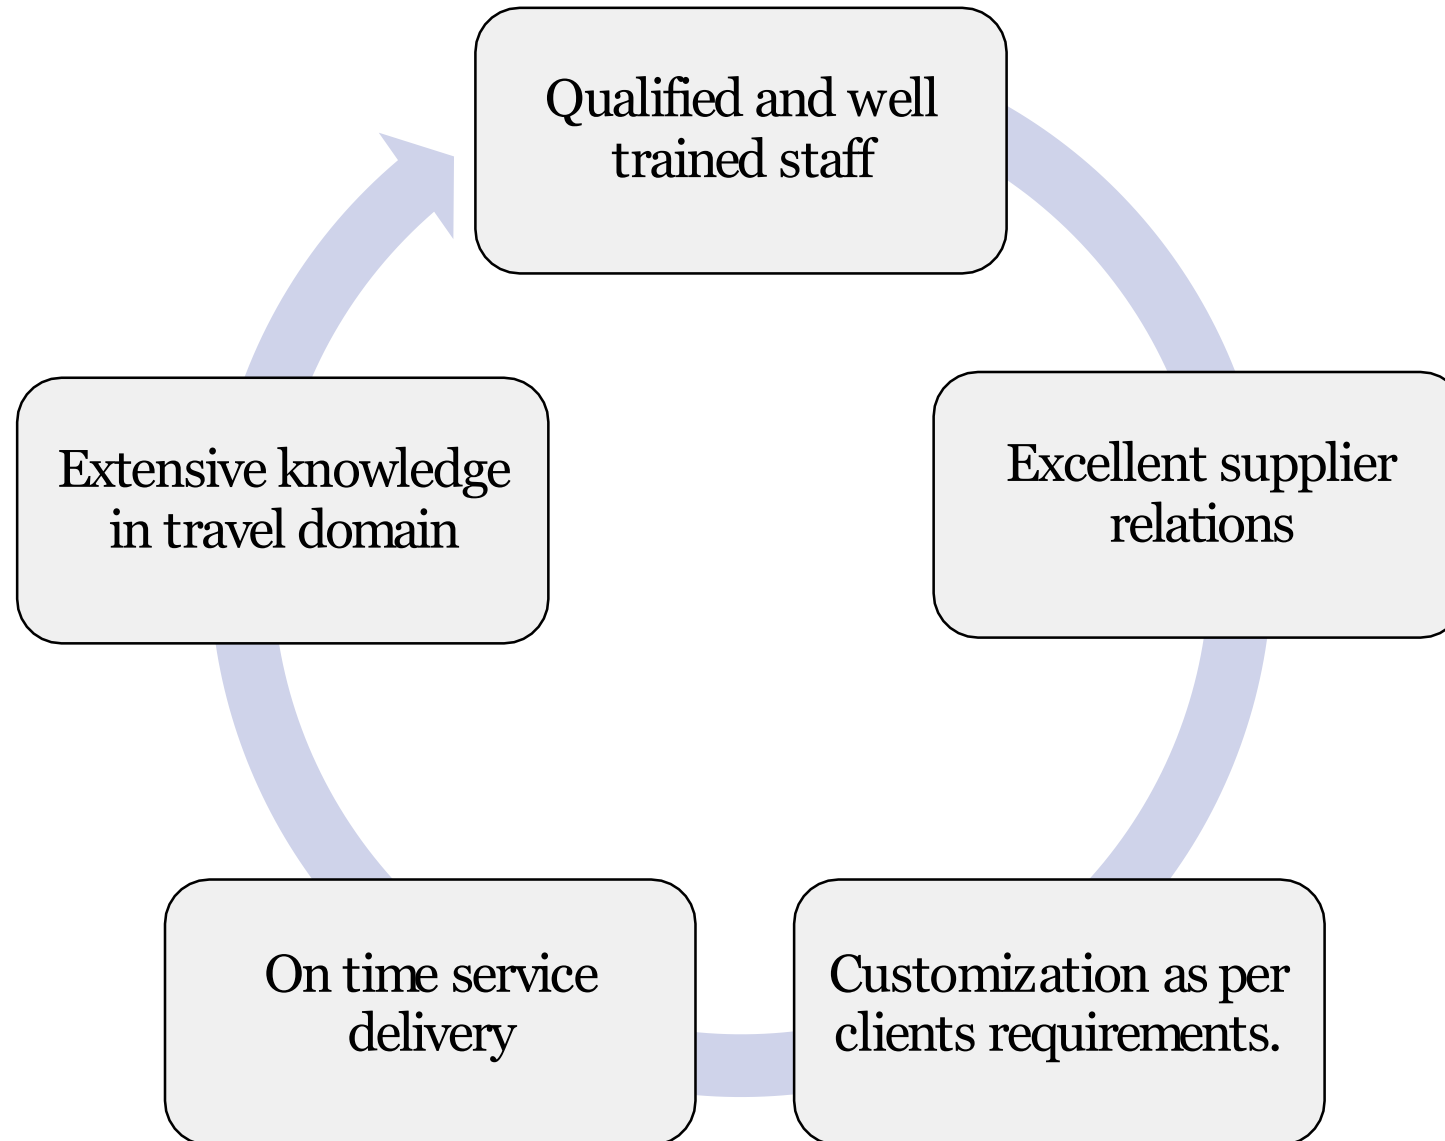 Qualified and well
trained staff
Excellent supplier
relations
Customization as per
clients requirements.
On time service
delivery
Extensive knowledge
in travel domain